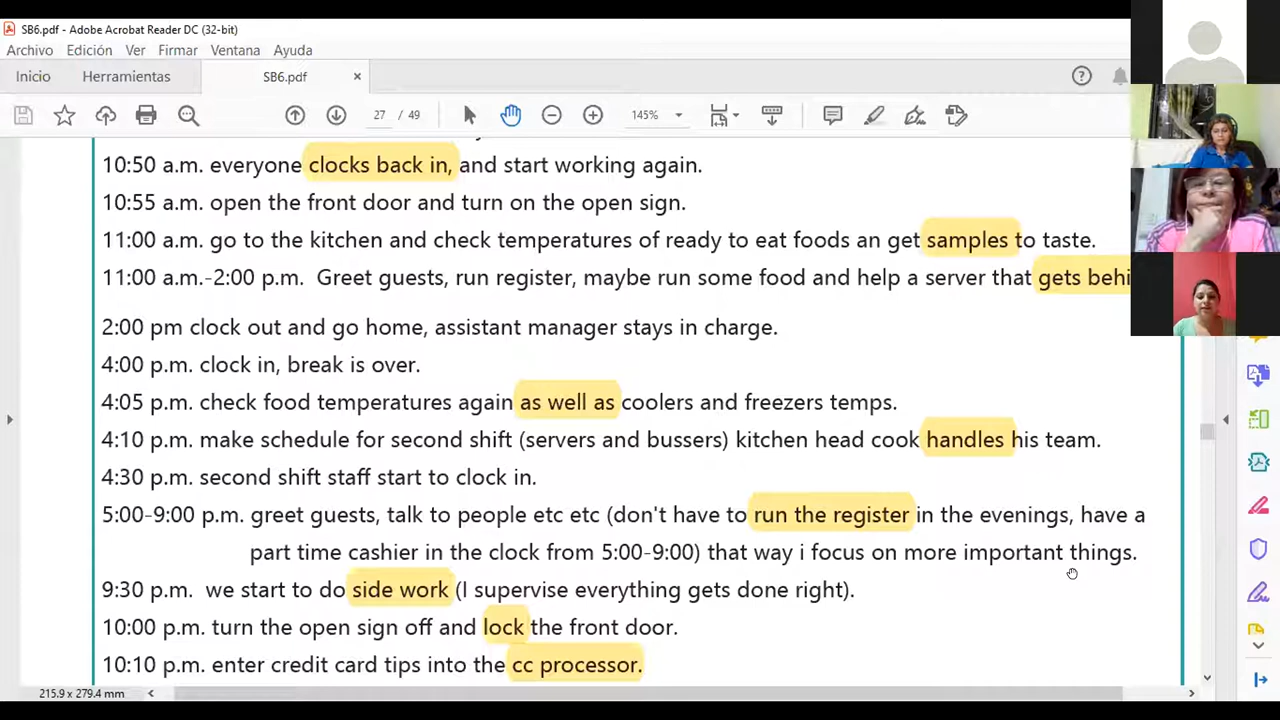 SB6.pdf - Adobe Acrobat Reader DC (32-bit)
Archivo Edición Ver Firmar Ventana Ayuda
Inicio Herramientas SB6.pdf
27 / 49 145%
10:50 a.m. everyone clocks back in, and start working again.
10:55 a.m. open the front door and turn on the open sign.
11:00 a.m. go to the kitchen and check temperatures of ready to eat foods an get samples to taste.
11:00 a.m.-2:00 p.m. Greet guests, run register, maybe run some food and help a server that gets behi
2:00 pm clock out and go home, assistant manager stays in charge.
4:00 p.m. clock in, break is over.
4:05 p.m. check food temperatures again as well as coolers and freezers temps.
4:10 p.m. make schedule for second shift (servers and bussers) kitchen head cook handles his team.
4:30 p.m. second shift staff start to clock in.
5:00-9:00 p.m. greet guests, talk to people etc etc (don't have to run the register in the evenings, have a
part time cashier in the clock from 5:00-9:00) that way i focus on more important things.
9:30 p.m. we start to do side work (I supervise everything gets done right).
10:00 p.m. turn the open sign off and lock the front door.
10:10 p.m. enter credit card tips into the cc processor.
215.9 x 279.4 mm